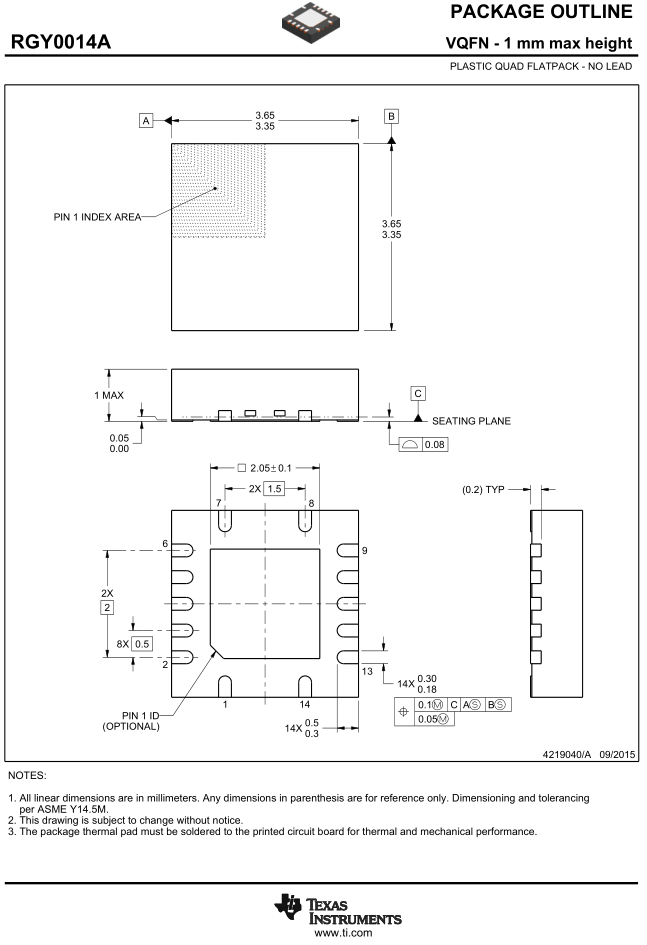 PACKAGE OUTLINE
RGY0014A
VQFN - 1 mm max height
PLASTIC QUAD FLATPACK - NO LEAD
A
3.65
3.35
B
PIN 1 INDEX AREA
3.65
3.35
1 MAX
C
SEATING PLANE
0.05
0.00
0.08
□ 2.05±0.1
2X 1.5
(0.2) TYP
7
8
6
9
2X
2
8X 0.5
2
13
14X 0.30
0.18
1
14
PIN 1 ID
(OPTIONAL)
14X 0.5
0.3
⌖ 0.1Ⓜ C AⓈ BⓈ
0.05Ⓜ
4219040/A 09/2015
NOTES:
1. All linear dimensions are in millimeters. Any dimensions in parenthesis are for reference only. Dimensioning and tolerancing
per ASME Y14.5M.
2. This drawing is subject to change without notice.
3. The package thermal pad must be soldered to the printed circuit board for thermal and mechanical performance.
TEXAS
INSTRUMENTS
www.ti.com